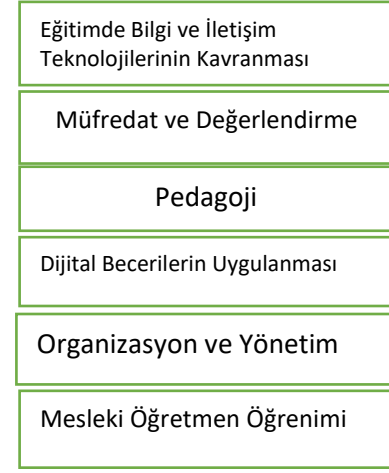 Eğitimde Bilgi ve İletişim
Teknolojilerinin Kavranması
Müfredat ve Değerlendirme
Pedagoji
Dijital Becerilerin Uygulanması
Organizasyon ve Yönetim
Mesleki Öğretmen Öğrenimi